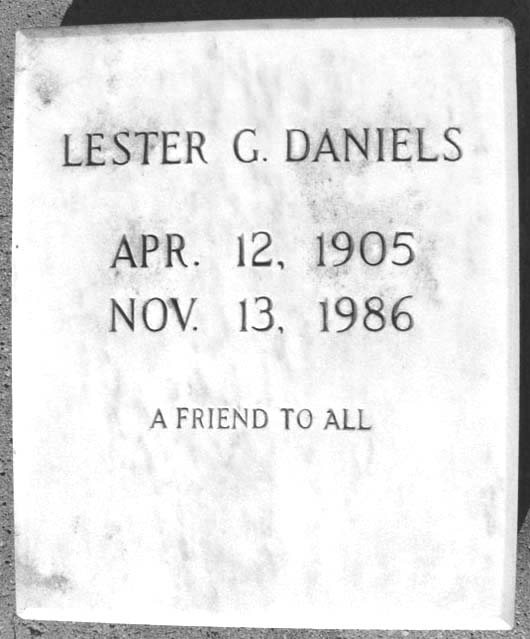 LESTER G. DANIELS
APR. 12, 1905
NOV. 13, 1986
A FRIEND TO ALL